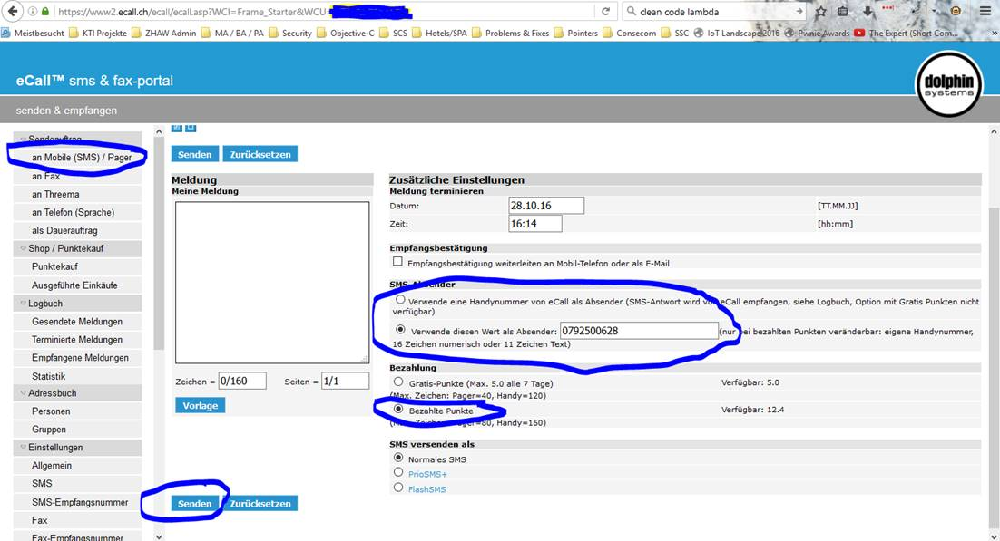 https://www2.ecall.ch/ecall/ecall.asp?WCI=Frame_Starter&WCU=
clean code lambda
Meistbesucht
KTI Projekte
ZHAW Admin
MA / BA / PA
Security
Objective-C
SCS
Hotels/SPA
Problems & Fixes
Pointers
Consecom
SSC
IoT Landscape 2016
Pwnie Awards
The Expert (Short Com...
eCall™ sms & fax-portal
dolphin
systems
senden & empfangen
Sendeauftrag
an Mobile (SMS) / Pager
an Fax
an Threema
an Telefon (Sprache)
als Dauerauftrag
Shop / Punktekauf
Punktekauf
Ausgeführte Einkäufe
Logbuch
Gesendete Meldungen
Terminierte Meldungen
Empfangene Meldungen
Statistik
Adressbuch
Personen
Gruppen
Einstellungen
Allgemein
SMS
SMS-Empfangsnummer
Fax
Fax-Empfangsnummer
Senden
Zurücksetzen
Meldung
Meine Meldung
Zeichen = 0/160
Seiten = 1/1
Vorlage
Senden
Zurücksetzen
Zusätzliche Einstellungen
Meldung terminieren
Datum: 28.10.16 [TT.MM.JJ]
Zeit: 16:14 [hh:mm]
Empfangsbestätigung
Empfangsbestätigung weiterleiten an Mobil-Telefon oder als E-Mail
SMS-Absender
Verwende eine Handynummer von eCall als Absender (SMS-Antwort wird von eCall empfangen, siehe Logbuch, Option mit Gratis Punkten nicht
verfügbar)
Verwende diesen Wert als Absender: 0792500628 (nur bei bezahlten Punkten veränderbar: eigene Handynummer,
16 Zeichen numerisch oder 11 Zeichen Text)
Bezahlung
Gratis-Punkte (Max. 5.0 alle 7 Tage) Verfügbar: 5.0
(Max. Zeichen: Pager=40, Handy=120)
Bezahlte Punkte Verfügbar: 12.4
(Max. Zeichen: Pager=80, Handy=160)
SMS versenden als
Normales SMS
PrioSMS+
FlashSMS